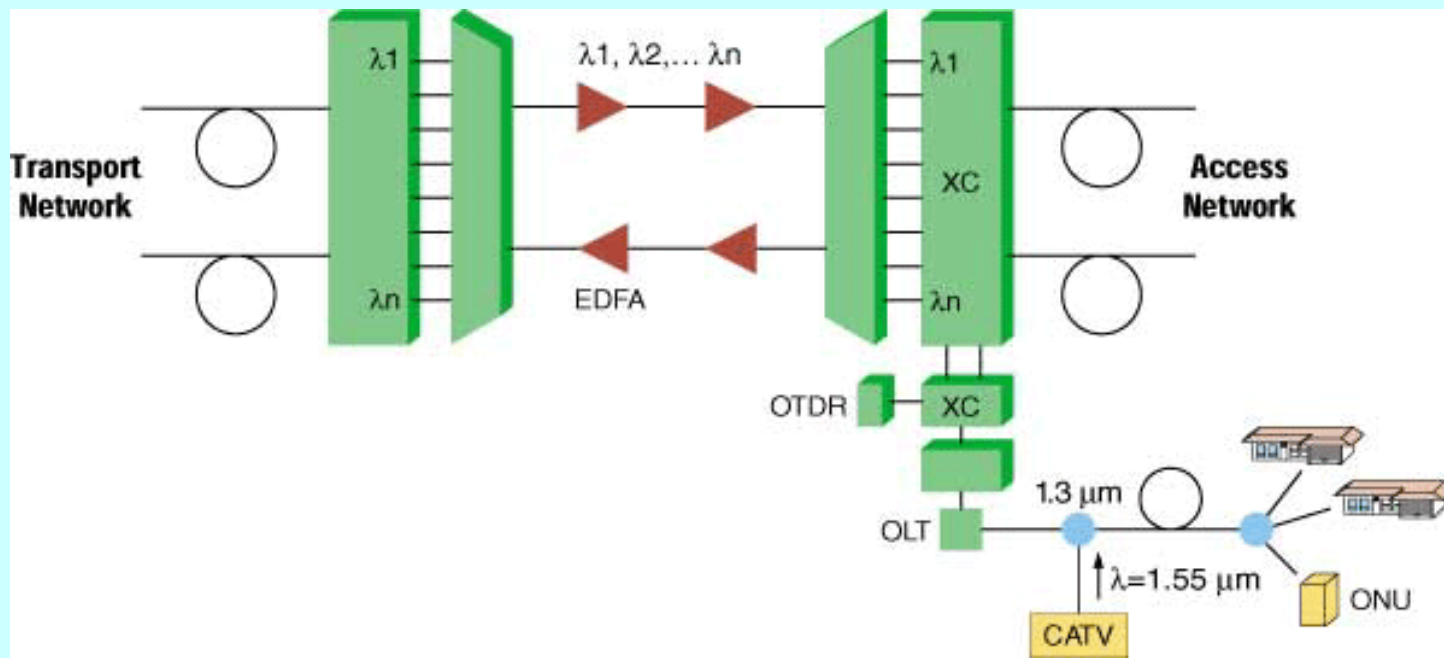 λ1
λ1, λ2,... λn
λ1
Transport
Network
XC
Access
Network
λn
EDFA
λn
OTDR
XC
1.3 μm
OLT
λ=1.55 μm
ONU
CATV